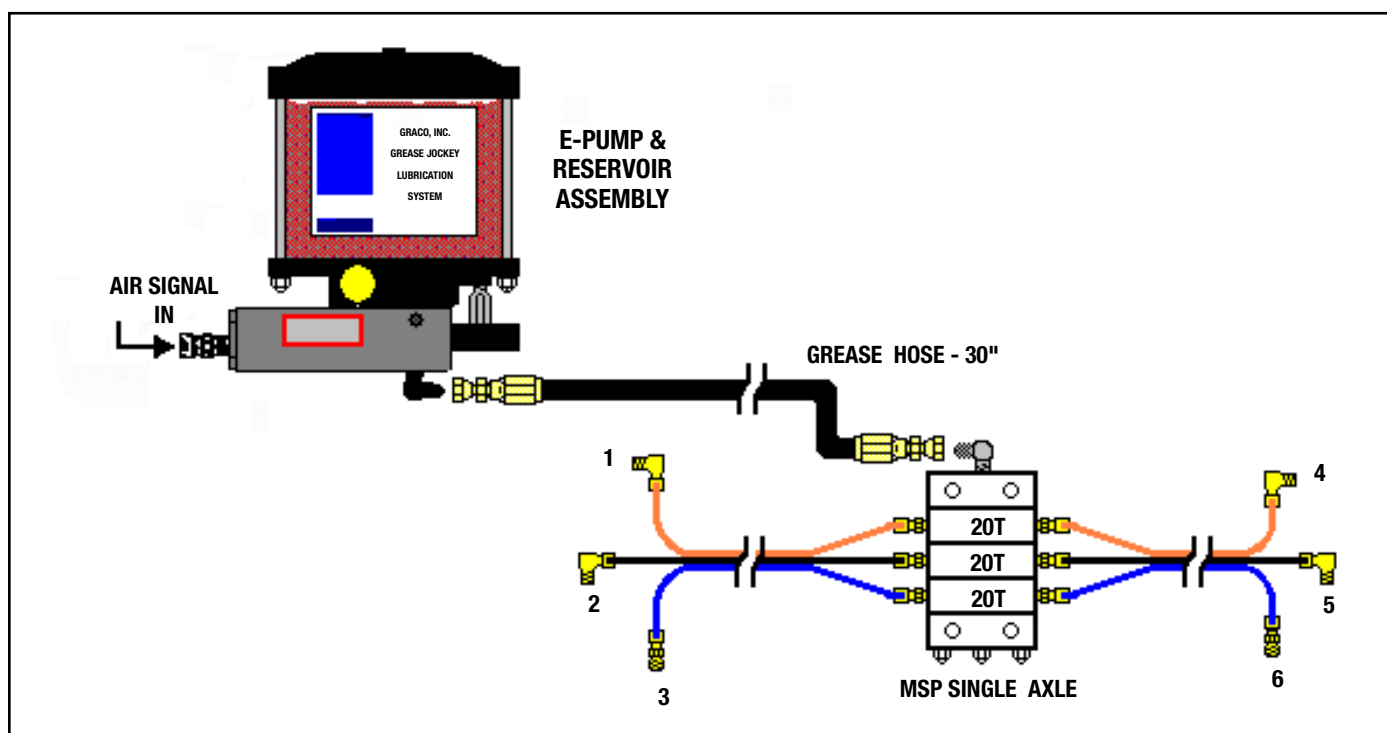 GRACO, INC.
GREASE JOCKEY
LUBRICATION
SYSTEM
E-PUMP &
RESERVOIR
ASSEMBLY
AIR SIGNAL
IN
GREASE HOSE - 30"
1
4
20T
20T
20T
2
5
3
MSP SINGLE AXLE
6